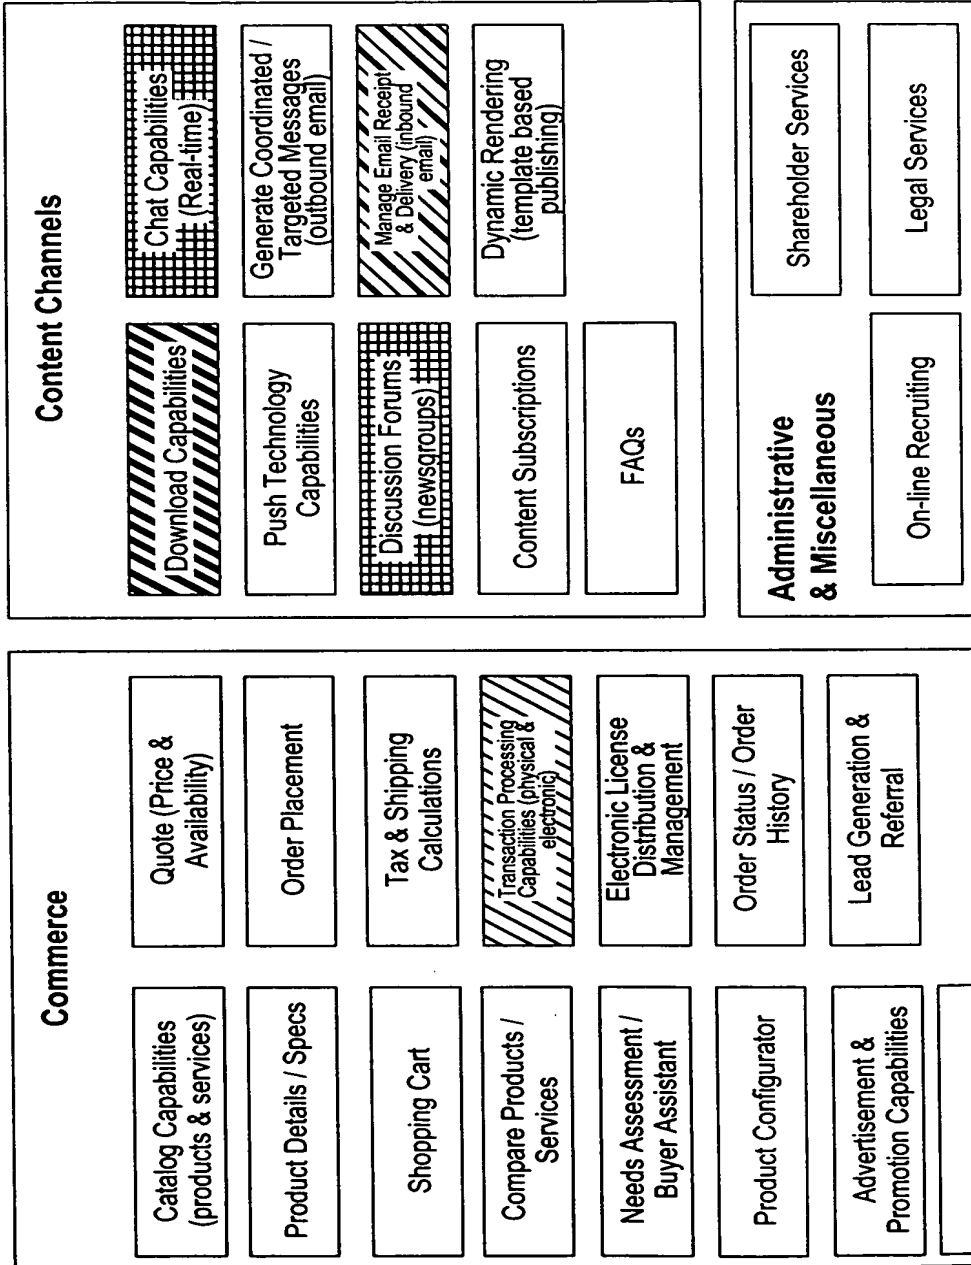 Commerce
Catalog Capabilities
(products & services)
Quote (Price &
Availability)
Product Details / Specs
Order Placement
Shopping Cart
Tax & Shipping
Calculations
Compare Products /
Services
Transaction Processing
Capabilities (physical &
electronic)
Needs Assessment /
Buyer Assistant
Electronic License
Distribution &
Management
Product Configurator
Order Status / Order
History
Advertisement &
Promotion Capabilities
Lead Generation &
Referral
Content Channels
Download Capabilities
Chat Capabilities
(Real-time)
Push Technology
Capabilities
Generate Coordinated /
Targeted Messages
(outbound email)
Discussion Forums
(newsgroups)
Manage Email Receipt
& Delivery (inbound
email)
Content Subscriptions
Dynamic Rendering
(template based
publishing)
FAQs
Administrative
& Miscellaneous
Shareholder Services
On-line Recruiting
Legal Services